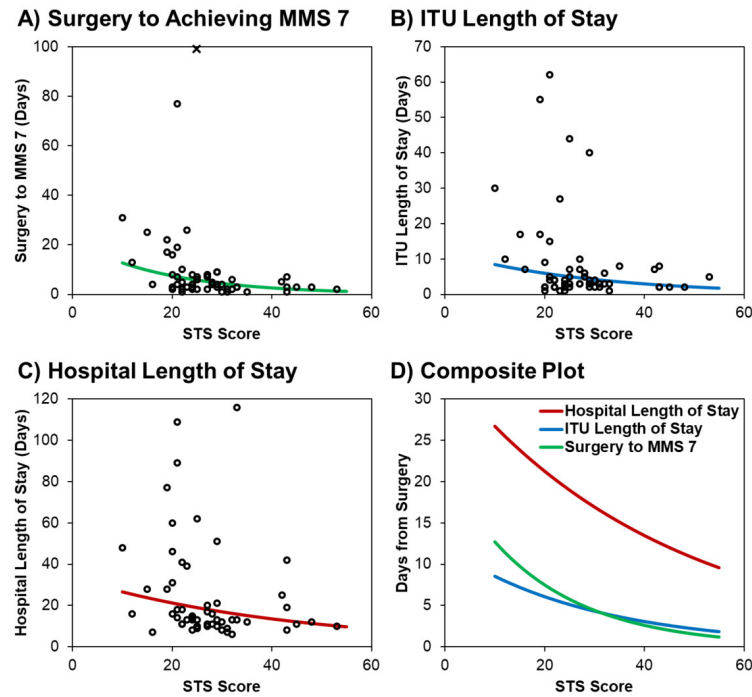 A) Surgery to Achieving MMS 7
Surgery to MMS 7 (Days)
100
80
60
40
20
0
0 20 40 60
STS Score
B) ITU Length of Stay
ITU Length of Stay (Days)
70
60
50
40
30
20
10
0
0 20 40 60
STS Score
C) Hospital Length of Stay
Hospital Length of Stay (Days)
120
100
80
60
40
20
0
0 20 40 60
STS Score
D) Composite Plot
Days from Surgery
30
25
20
15
10
5
0
Hospital Length of Stay
ITU Length of Stay
Surgery to MMS 7
0 20 40 60
STS Score